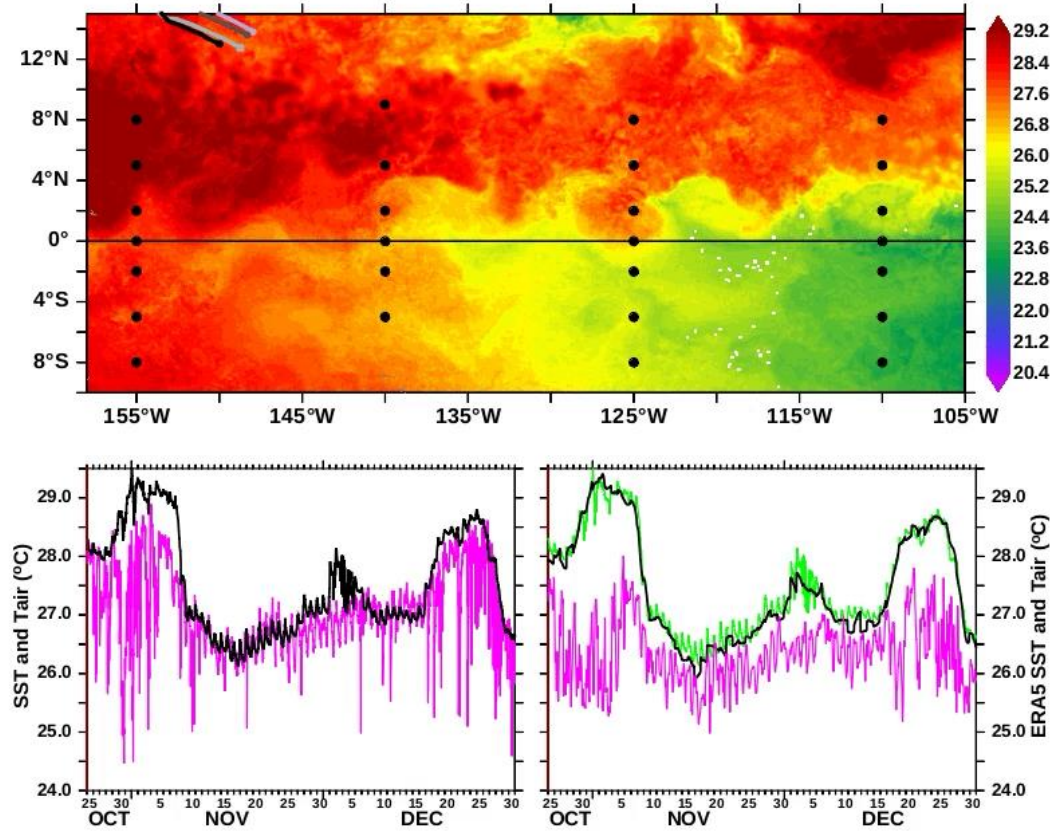 12°N
8°N
4°N
0°
4°S
8°S
155°W 145°W 135°W 125°W 115°W 105°W
29.2
28.4
27.6
26.8
26.0
25.2
24.4
23.6
22.8
22.0
21.2
20.4
SST and Tair (ºC)
29.0
28.0
27.0
26.0
25.0
24.0
25 30 5 10 15 20 25 30 5 10 15 20 25 30
OCT NOV DEC
29.0
28.0
27.0
26.0
25.0
24.0
ERA5 SST and Tair (ºC)
25 30 5 10 15 20 25 30 5 10 15 20 25 30
OCT NOV DEC